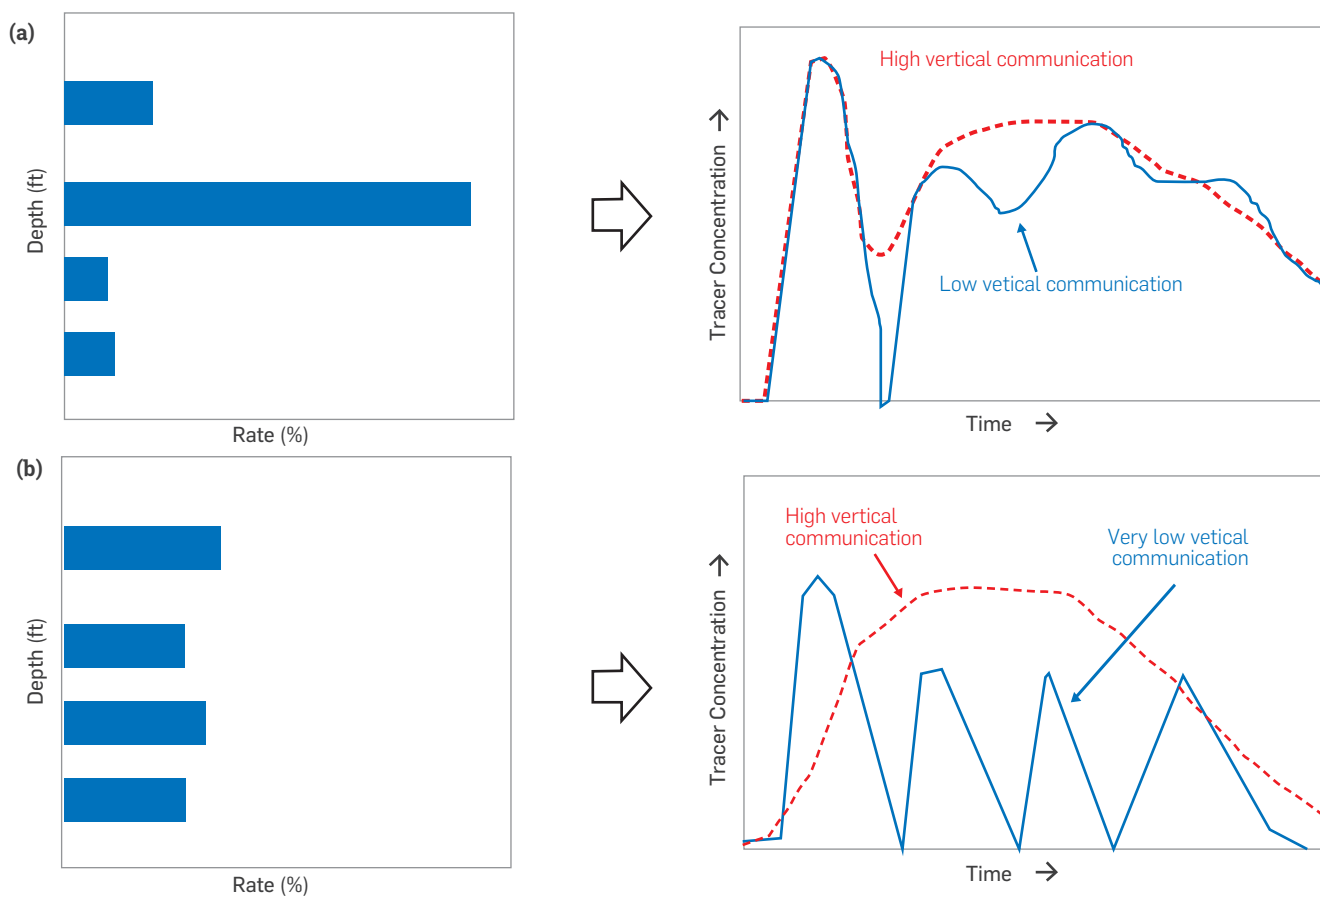 (a)
Depth (ft)
Rate (%)
High vertical communication
Low vetical communication
Tracer Concentration →
Time →
(b)
Depth (ft)
Rate (%)
High vertical
communication
Very low vetical
communication
Tracer Concentration →
Time →